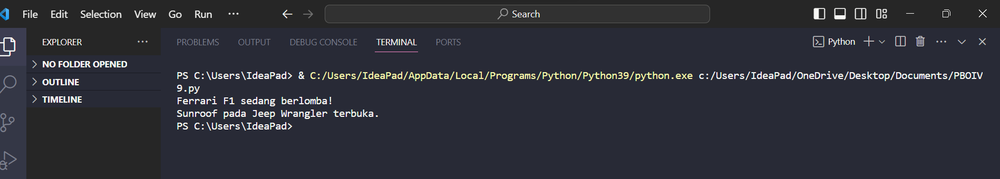 File Edit Selection View Go Run ··· Search
EXPLORER ··· PROBLEMS OUTPUT DEBUG CONSOLE TERMINAL PORTS Python ···
NO FOLDER OPENED
OUTLINE
TIMELINE
PS C:\Users\IdeaPad> & C:/Users/IdeaPad/AppData/Local/Programs/Python/Python39/python.exe c:/Users/IdeaPad/OneDrive/Desktop/Documents/PBOIV
9.py
Ferrari F1 sedang berlomba!
Sunroof pada Jeep Wrangler terbuka.
PS C:\Users\IdeaPad>